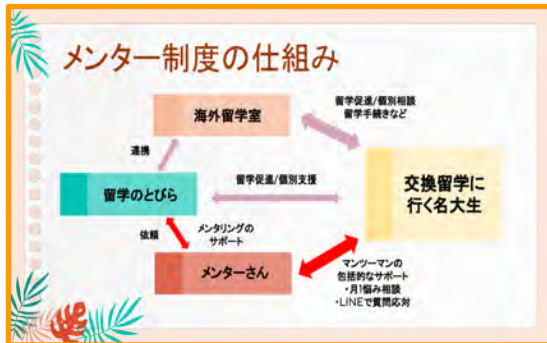 メンター制度の仕組み
海外留学室
留学促進/個別相談
留学手続きなど
連携
留学のとびら
留学促進/個別支援
交換留学に
行く名大生
依頼
メンタリングの
サポート
メンターさん
マンツーマンの
包括的なサポート
・月1悩み相談
・LINEで質問応対